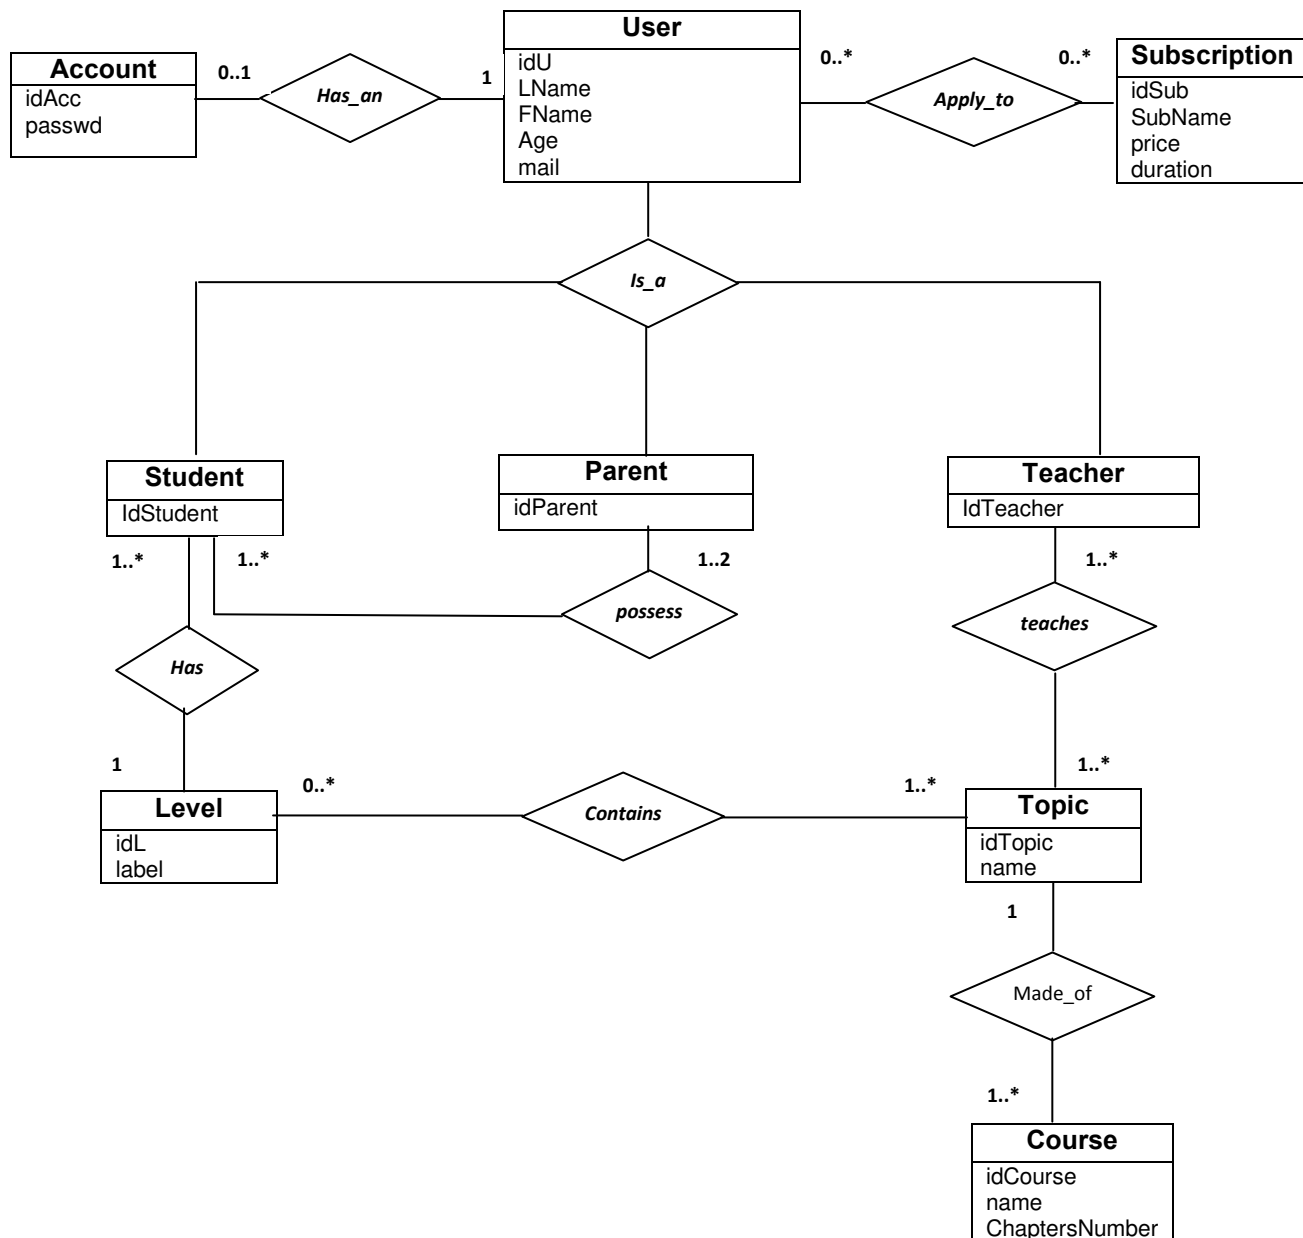 User
idU
LName
FName
Age
mail
Account
idAcc
passwd
0..1
Has_an
1
0..*
Apply_to
0..*
Subscription
idSub
SubName
price
duration
Is_a
Student
IdStudent
Parent
idParent
Teacher
IdTeacher
1..*
1..*
1..2
1..*
possess
teaches
Has
1
0..*
Contains
1..*
1..*
Level
idL
label
Topic
idTopic
name
1
Made_of
1..*
Course
idCourse
name
ChaptersNumber